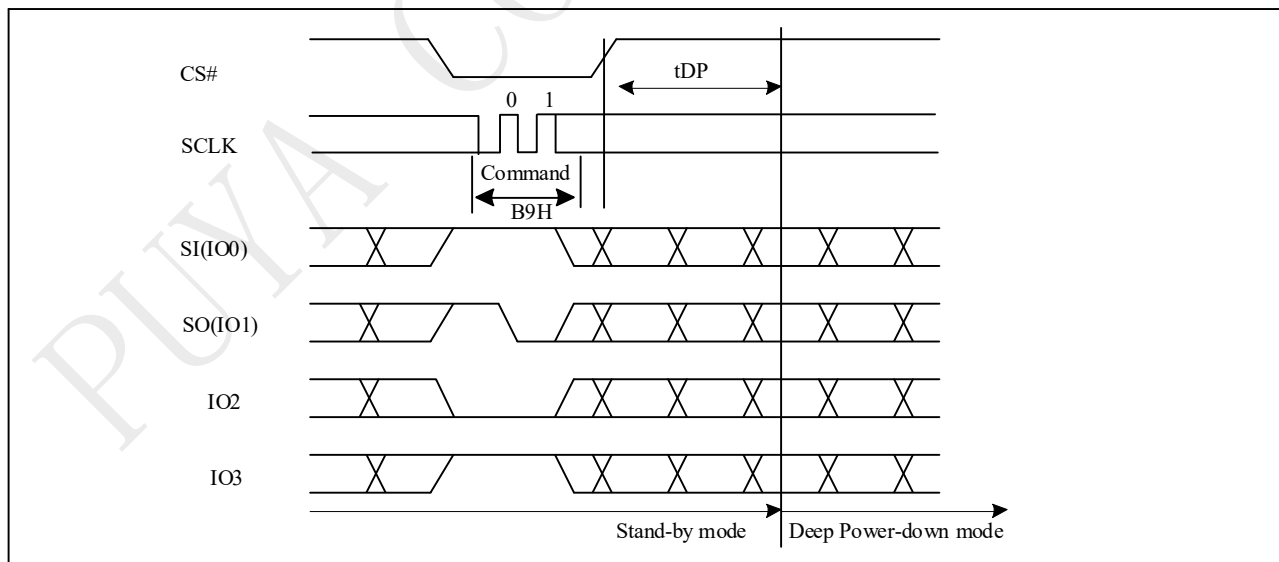 PUYA CO
CS#
tDP
0 1
SCLK
Command
B9H
SI(IO0)
SO(IO1)
IO2
IO3
Stand-by mode
Deep Power-down mode